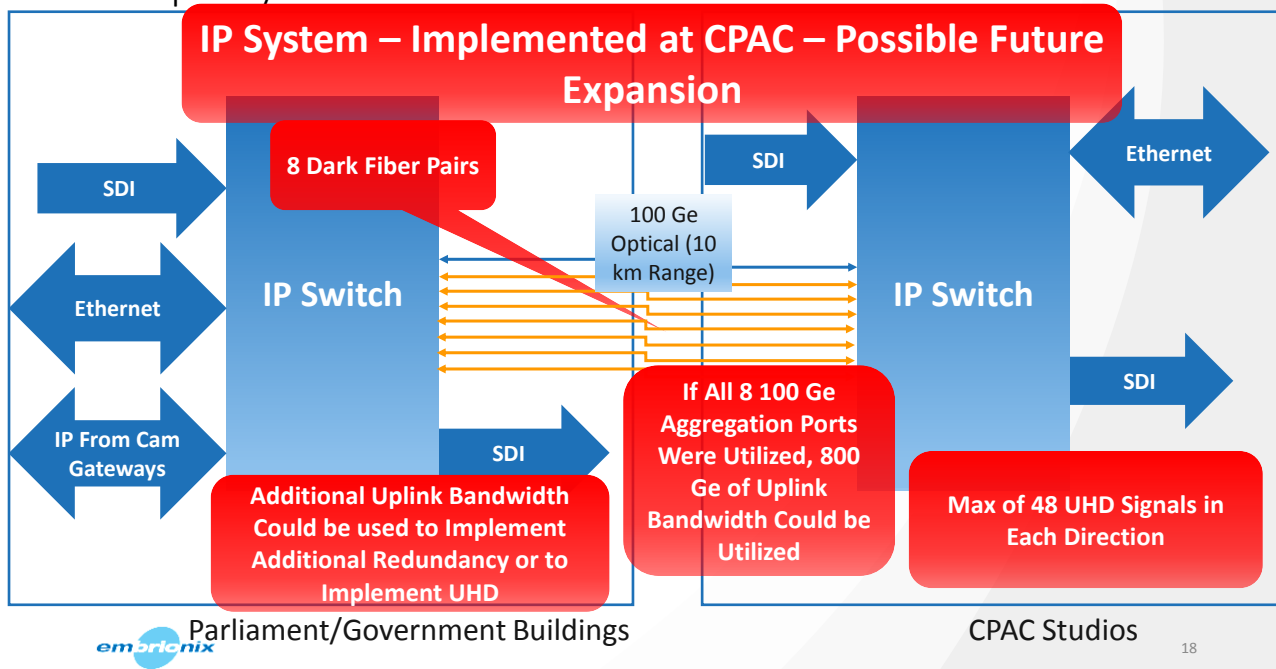 IP System – Implemented at CPAC – Possible Future
Expansion
8 Dark Fiber Pairs
SDI
SDI
Ethernet
100 Ge
Optical (10
km Range)
IP Switch
IP Switch
Ethernet
If All 8 100 Ge
Aggregation Ports
Were Utilized, 800
Ge of Uplink
Bandwidth Could be
Utilized
SDI
IP From Cam
Gateways
SDI
Additional Uplink Bandwidth
Could be used to Implement
Additional Redundancy or to
Implement UHD
Max of 48 UHD Signals in
Each Direction
Parliament/Government Buildings
CPAC Studios
embrionix
18